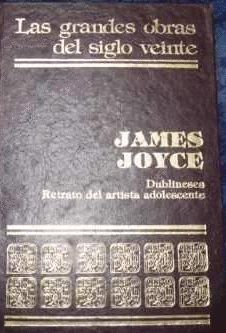 Las grandes obras
del siglo veinte
JAMES
JOYCE
Dublineses
Retrato del artista adolescente